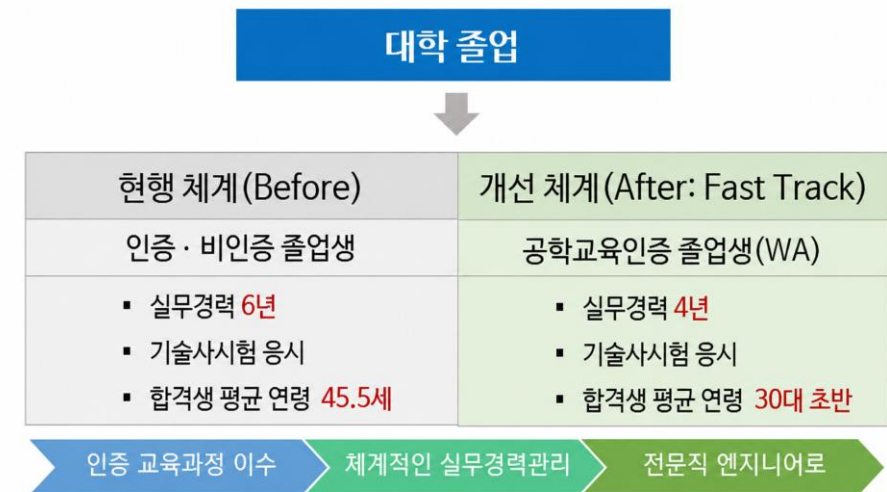 대학 졸업
현행 체계(Before)
개선 체계(After: Fast Track)
인증 · 비인증 졸업생
공학교육인증 졸업생(WA)
▪ 실무경력 6년
▪ 기술사시험 응시
▪ 합격생 평균 연령 45.5세
▪ 실무경력 4년
▪ 기술사시험 응시
▪ 합격생 평균 연령 30대 초반
인증 교육과정 이수
체계적인 실무경력관리
전문직 엔지니어로